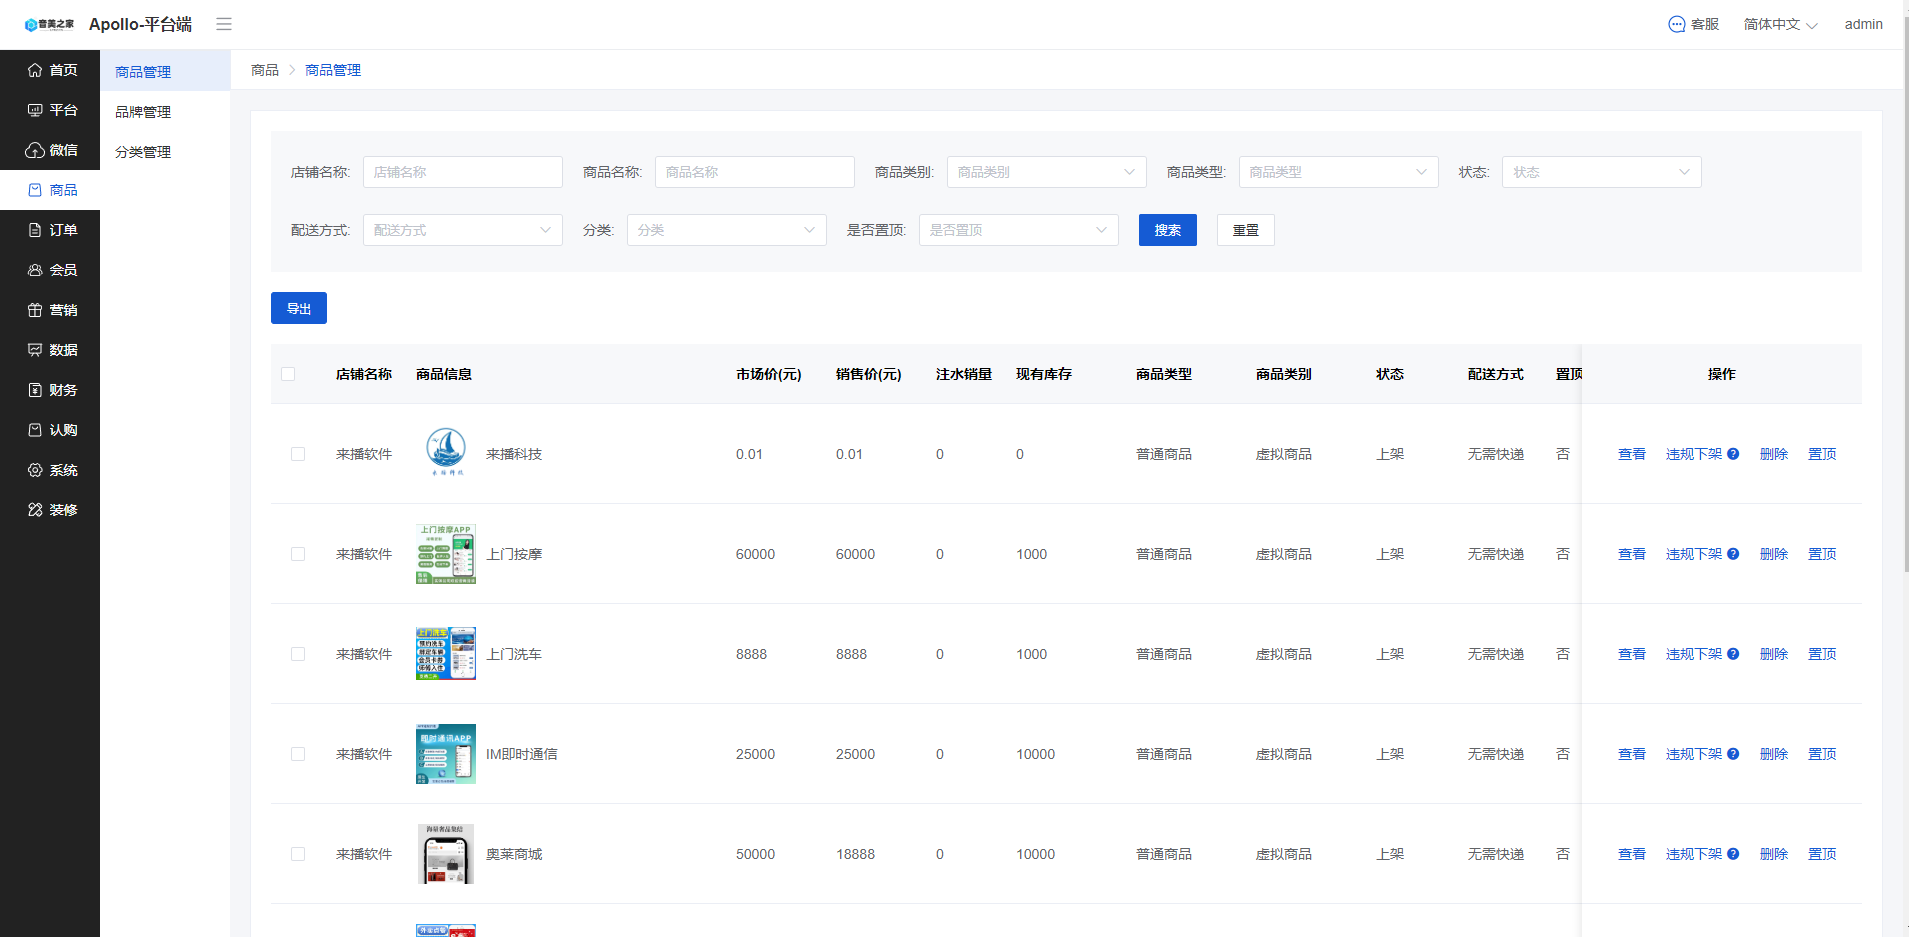 音美之家 Apollo-平台端 客服 简体中文 admin
首页
平台
微信
商品
订单
会员
营销
数据
财务
认购
系统
装修
商品管理
品牌管理
分类管理
商品 商品管理
店铺名称: 店铺名称 商品名称: 商品名称 商品类别: 商品类别 商品类型: 商品类型 状态: 状态
配送方式: 配送方式 分类: 分类 是否置顶: 是否置顶 搜索 重置
导出
店铺名称 商品信息 市场价(元) 销售价(元) 注水销量 现有库存 商品类型 商品类别 状态 配送方式 置顶 操作
来播软件 来播科技 来播科技 0.01 0.01 0 0 普通商品 虚拟商品 上架 无需快递 否 查看 违规下架 ? 删除 置顶
上门按摩APP
来播软件 上门按摩 60000 60000 0 1000 普通商品 虚拟商品 上架 无需快递 否 查看 违规下架 ? 删除 置顶
上门洗车
来播软件 上门洗车 8888 8888 0 1000 普通商品 虚拟商品 上架 无需快递 否 查看 违规下架 ? 删除 置顶
即时通讯APP
来播软件 IM即时通信 25000 25000 0 10000 普通商品 虚拟商品 上架 无需快递 否 查看 违规下架 ? 删除 置顶
海量奢品集结
来播软件 奥莱商城 50000 18888 0 10000 普通商品 虚拟商品 上架 无需快递 否 查看 违规下架 ? 删除 置顶
外卖点餐